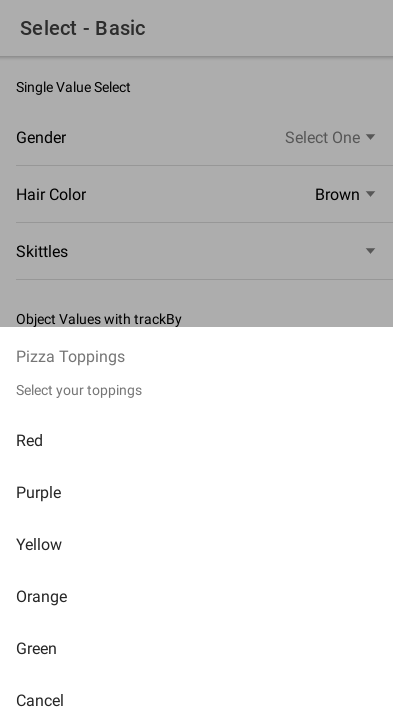 Select - Basic
Single Value Select
Gender Select One
Hair Color Brown
Skittles
Object Values with trackBy
Pizza Toppings
Select your toppings
Red
Purple
Yellow
Orange
Green
Cancel